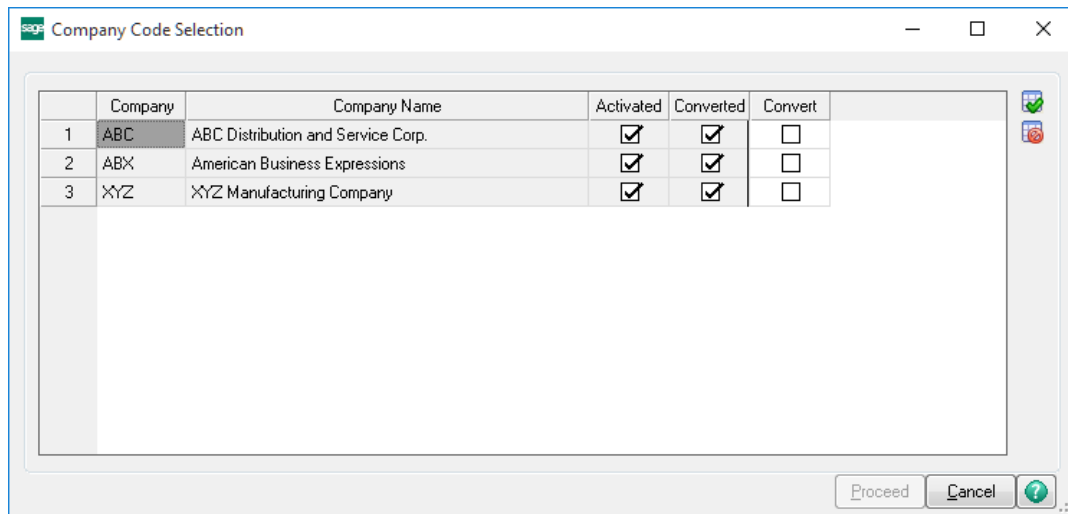 sage Company Code Selection
Company Company Name Activated Converted Convert
1 ABC ABC Distribution and Service Corp.
2 ABX American Business Expressions
3 XYZ XYZ Manufacturing Company
Proceed Cancel ?